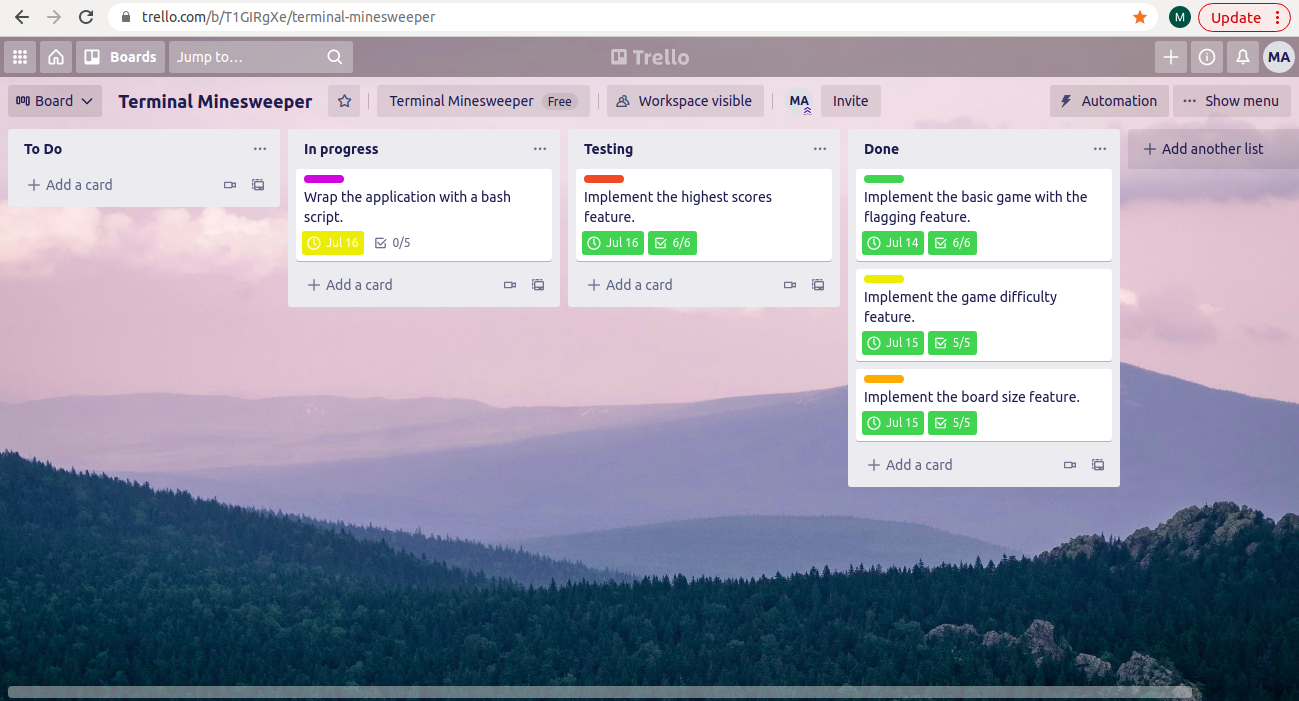 trello.com/b/T1GIRgXe/terminal-minesweeper
M
Update
Boards
Jump to...
Trello
MA
Board
Terminal Minesweeper
Terminal Minesweeper Free
Workspace visible
MA
Invite
Automation
Show menu
To Do
Add a card
In progress
Wrap the application with a bash
script.
Jul 16
0/5
Add a card
Testing
Implement the highest scores
feature.
Jul 16
6/6
Add a card
Done
Implement the basic game with the
flagging feature.
Jul 14
6/6
Implement the game difficulty
feature.
Jul 15
5/5
Implement the board size feature.
Jul 15
5/5
Add a card
Add another list